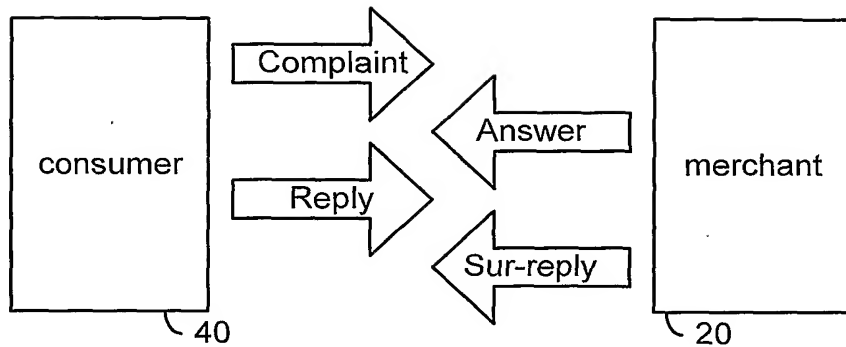 Complaint
Answer
consumer
merchant
Reply
Sur-reply
40
20